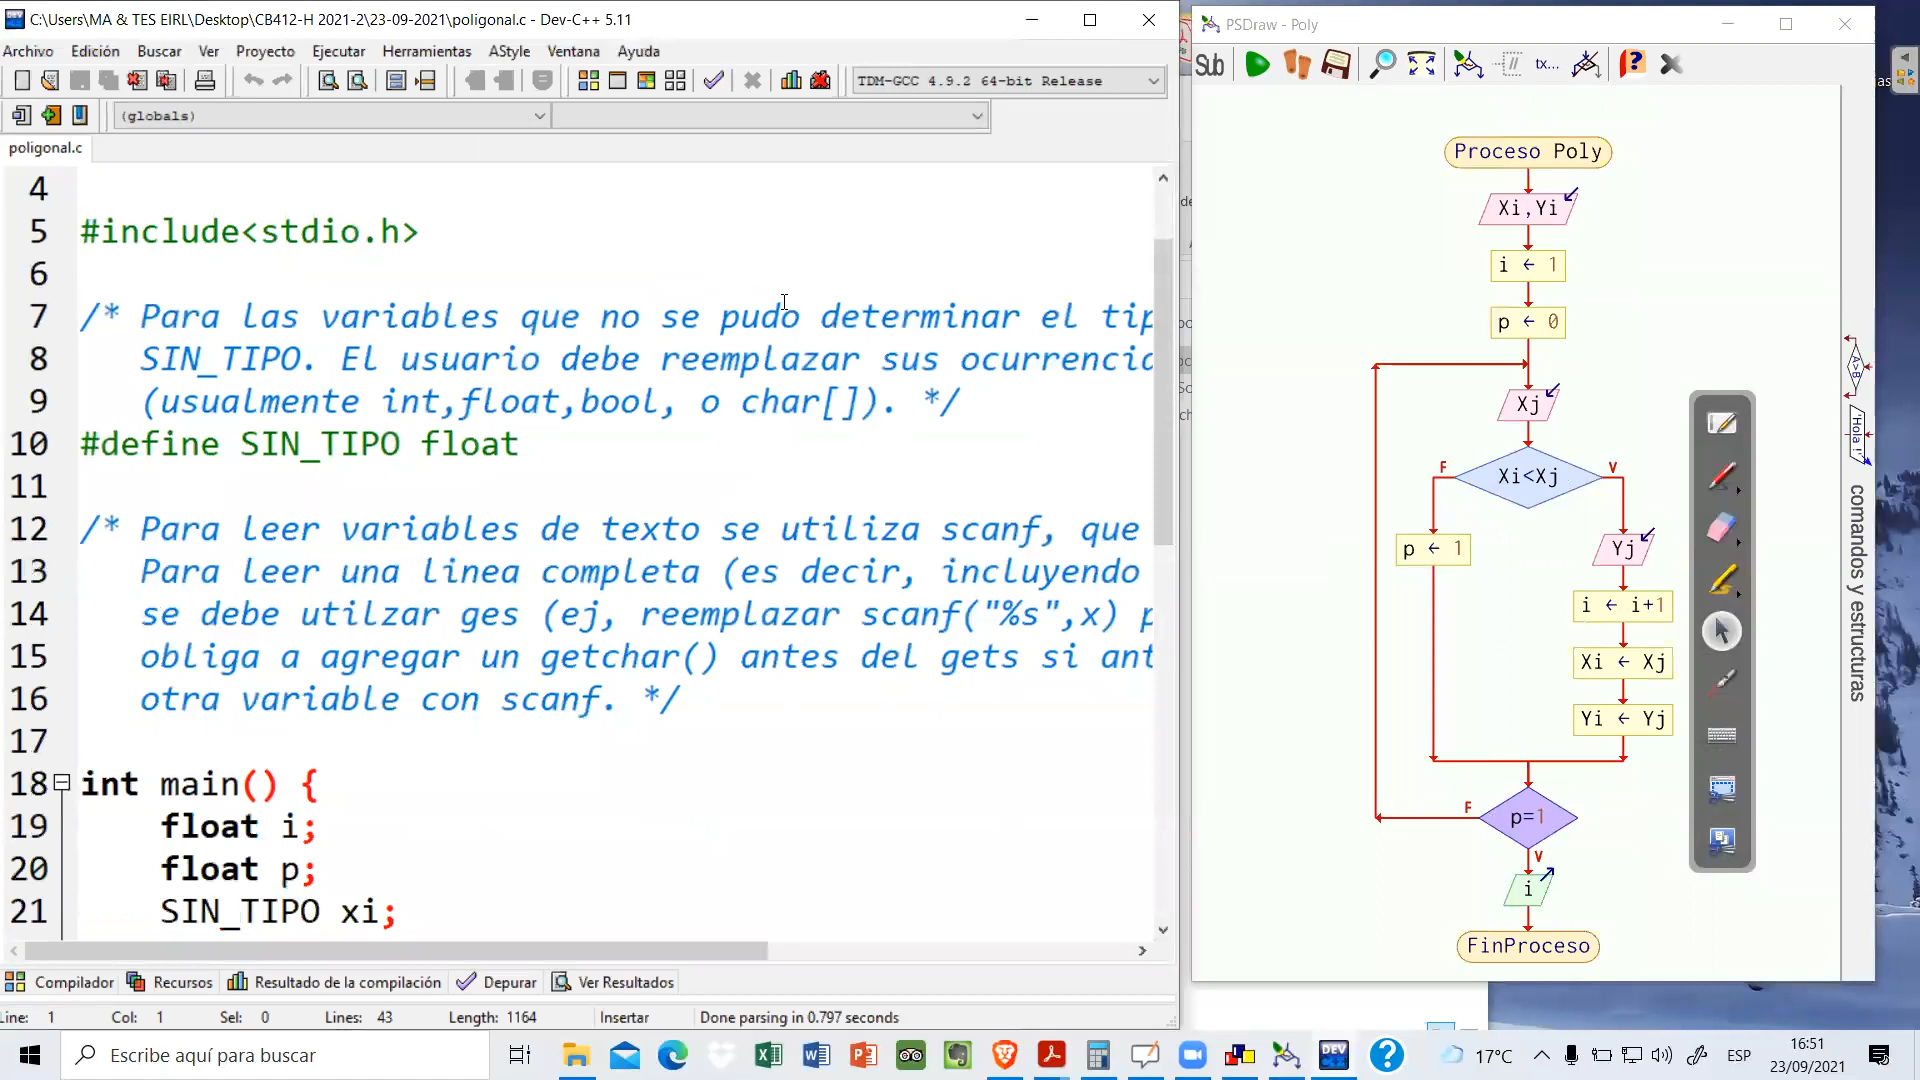 C:\Users\MA & TES EIRL\Desktop\CB412-H 2021-2\23-09-2021\poligonal.c - Dev-C++ 5.11
Archivo Edición Buscar Ver Proyecto Ejecutar Herramientas AStyle Ventana Ayuda
TDM-GCC 4.9.2 64-bit Release
(globals)
poligonal.c
4
5 #include<stdio.h>
6
7 /* Para las variables que no se pudo determinar el tip
8 SIN_TIPO. El usuario debe reemplazar sus ocurrencia
9 (usualmente int,float,bool, o char[]). */
10 #define SIN_TIPO float
11
12 /* Para leer variables de texto se utiliza scanf, que
13 Para leer una linea completa (es decir, incluyendo
14 se debe utilzar ges (ej, reemplazar scanf("%s",x) p
15 obliga a agregar un getchar() antes del gets si ant
16 otra variable con scanf. */
17
18 int main() {
19 float i;
20 float p;
21 SIN_TIPO xi;
Compilador Recursos Resultado de la compilación Depurar Ver Resultados
Line: 1 Col: 1 Sel: 0 Lines: 43 Length: 1164 Insertar Done parsing in 0.797 seconds
PSDraw - Poly
Sub tx...
Proceso Poly
Xi,Yi
i ← 1
p ← 0
Xj
Xi<Xj
F
V
p ← 1
Yj
i ← i+1
Xi ← Xj
Yi ← Yj
p=1
F
V
i
FinProceso
A>B
'Hola !'
comandos y estructuras
Escribe aquí para buscar
DEV
17°C
ESP
16:51
23/09/2021